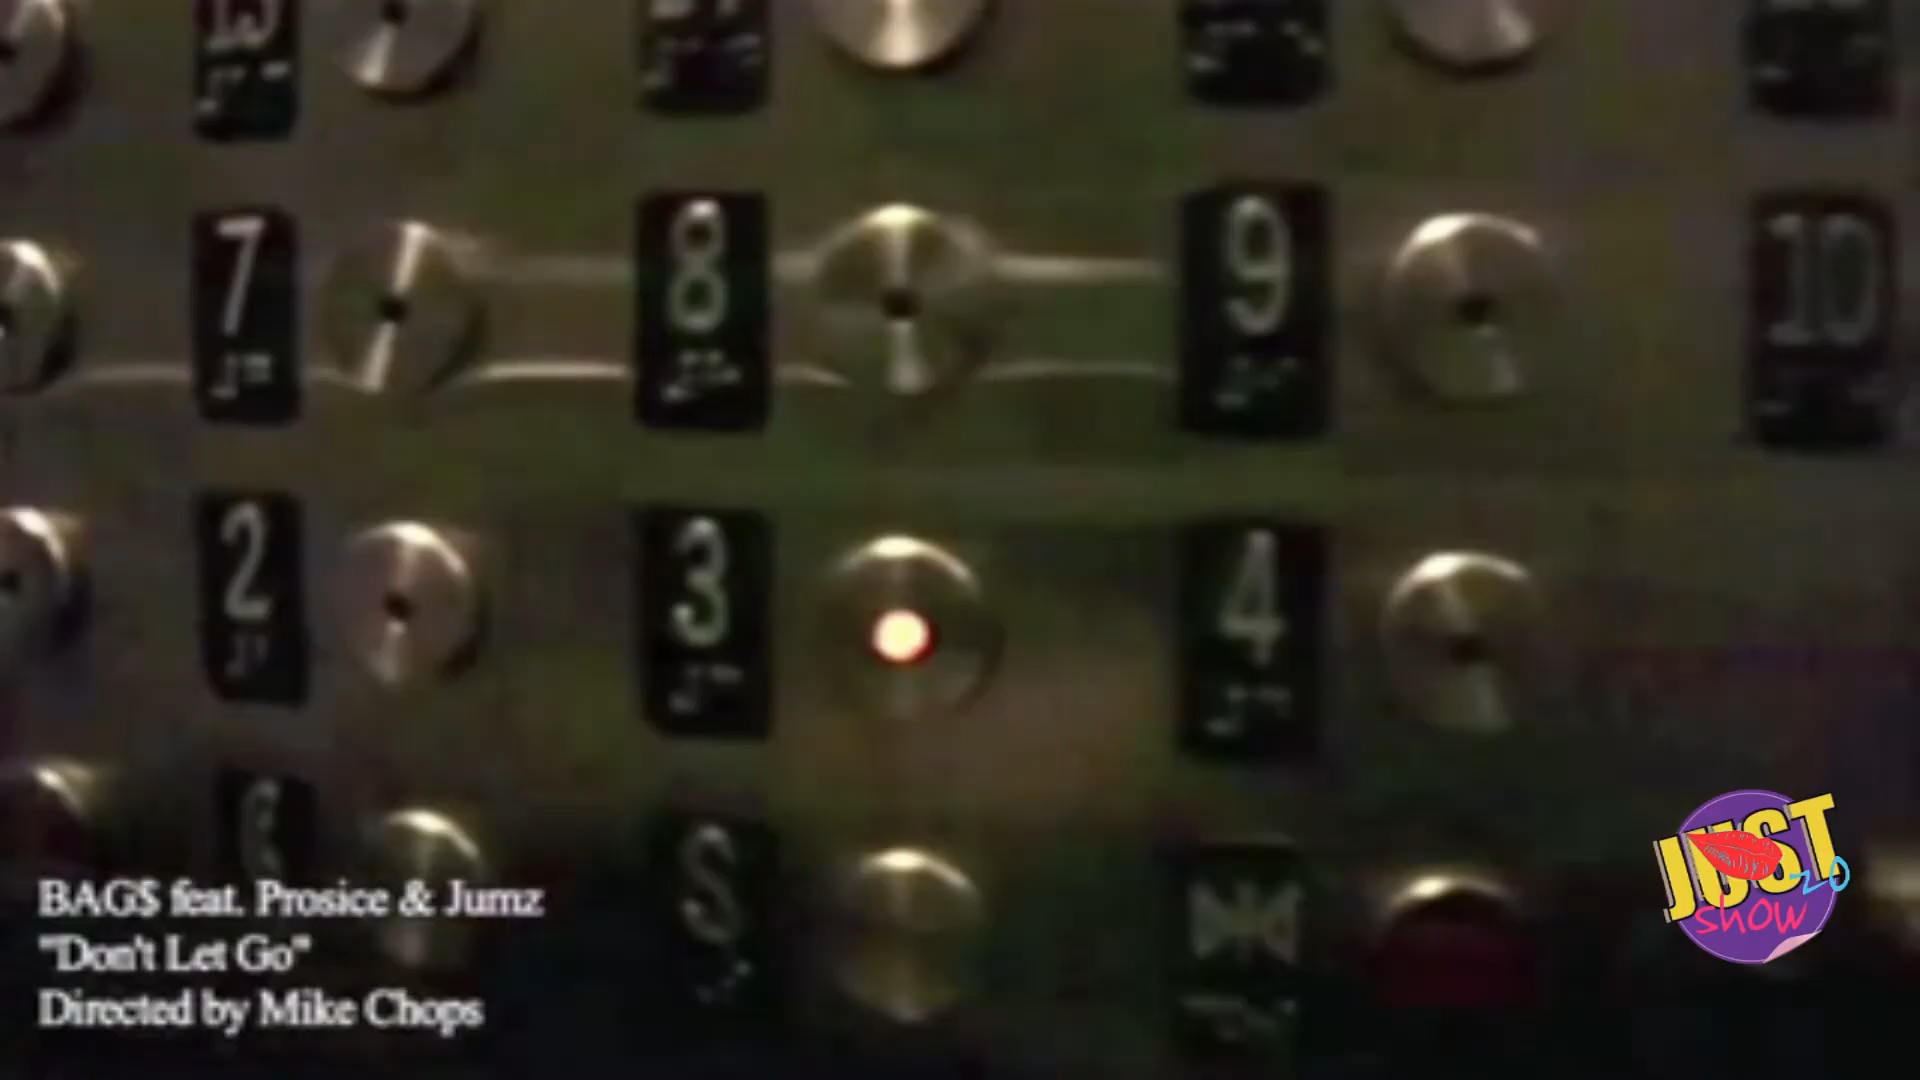 7
8
9
10
2
3
4
S
BAG$ feat. Prosice & Jumz
"Don't Let Go"
Directed by Mike Chops
JUST
20
show